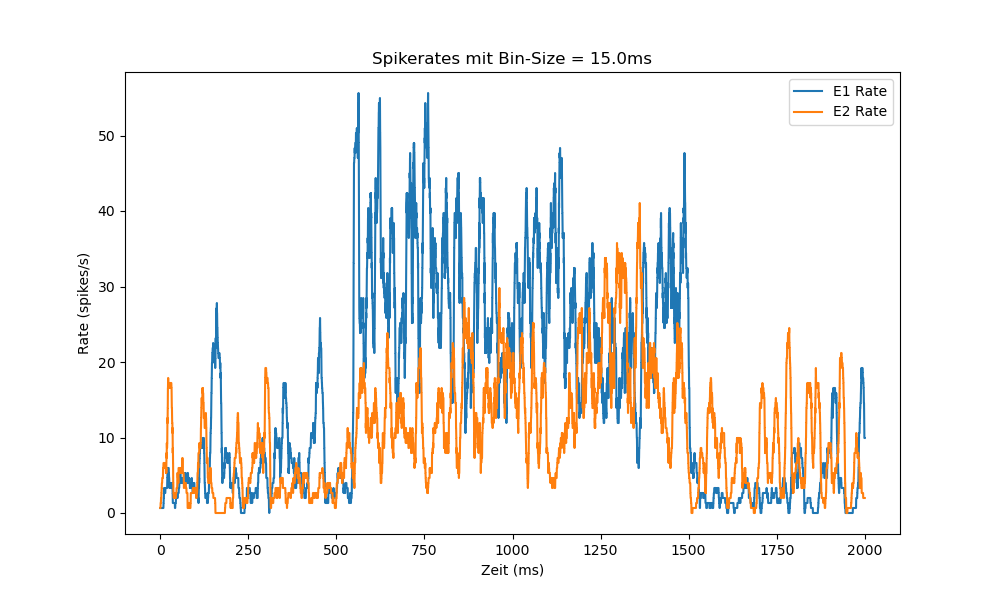 Spikerates mit Bin-Size = 15.0ms
E1 Rate
E2 Rate
Rate (spikes/s)
50
40
30
20
10
0
0 250 500 750 1000 1250 1500 1750 2000
Zeit (ms)